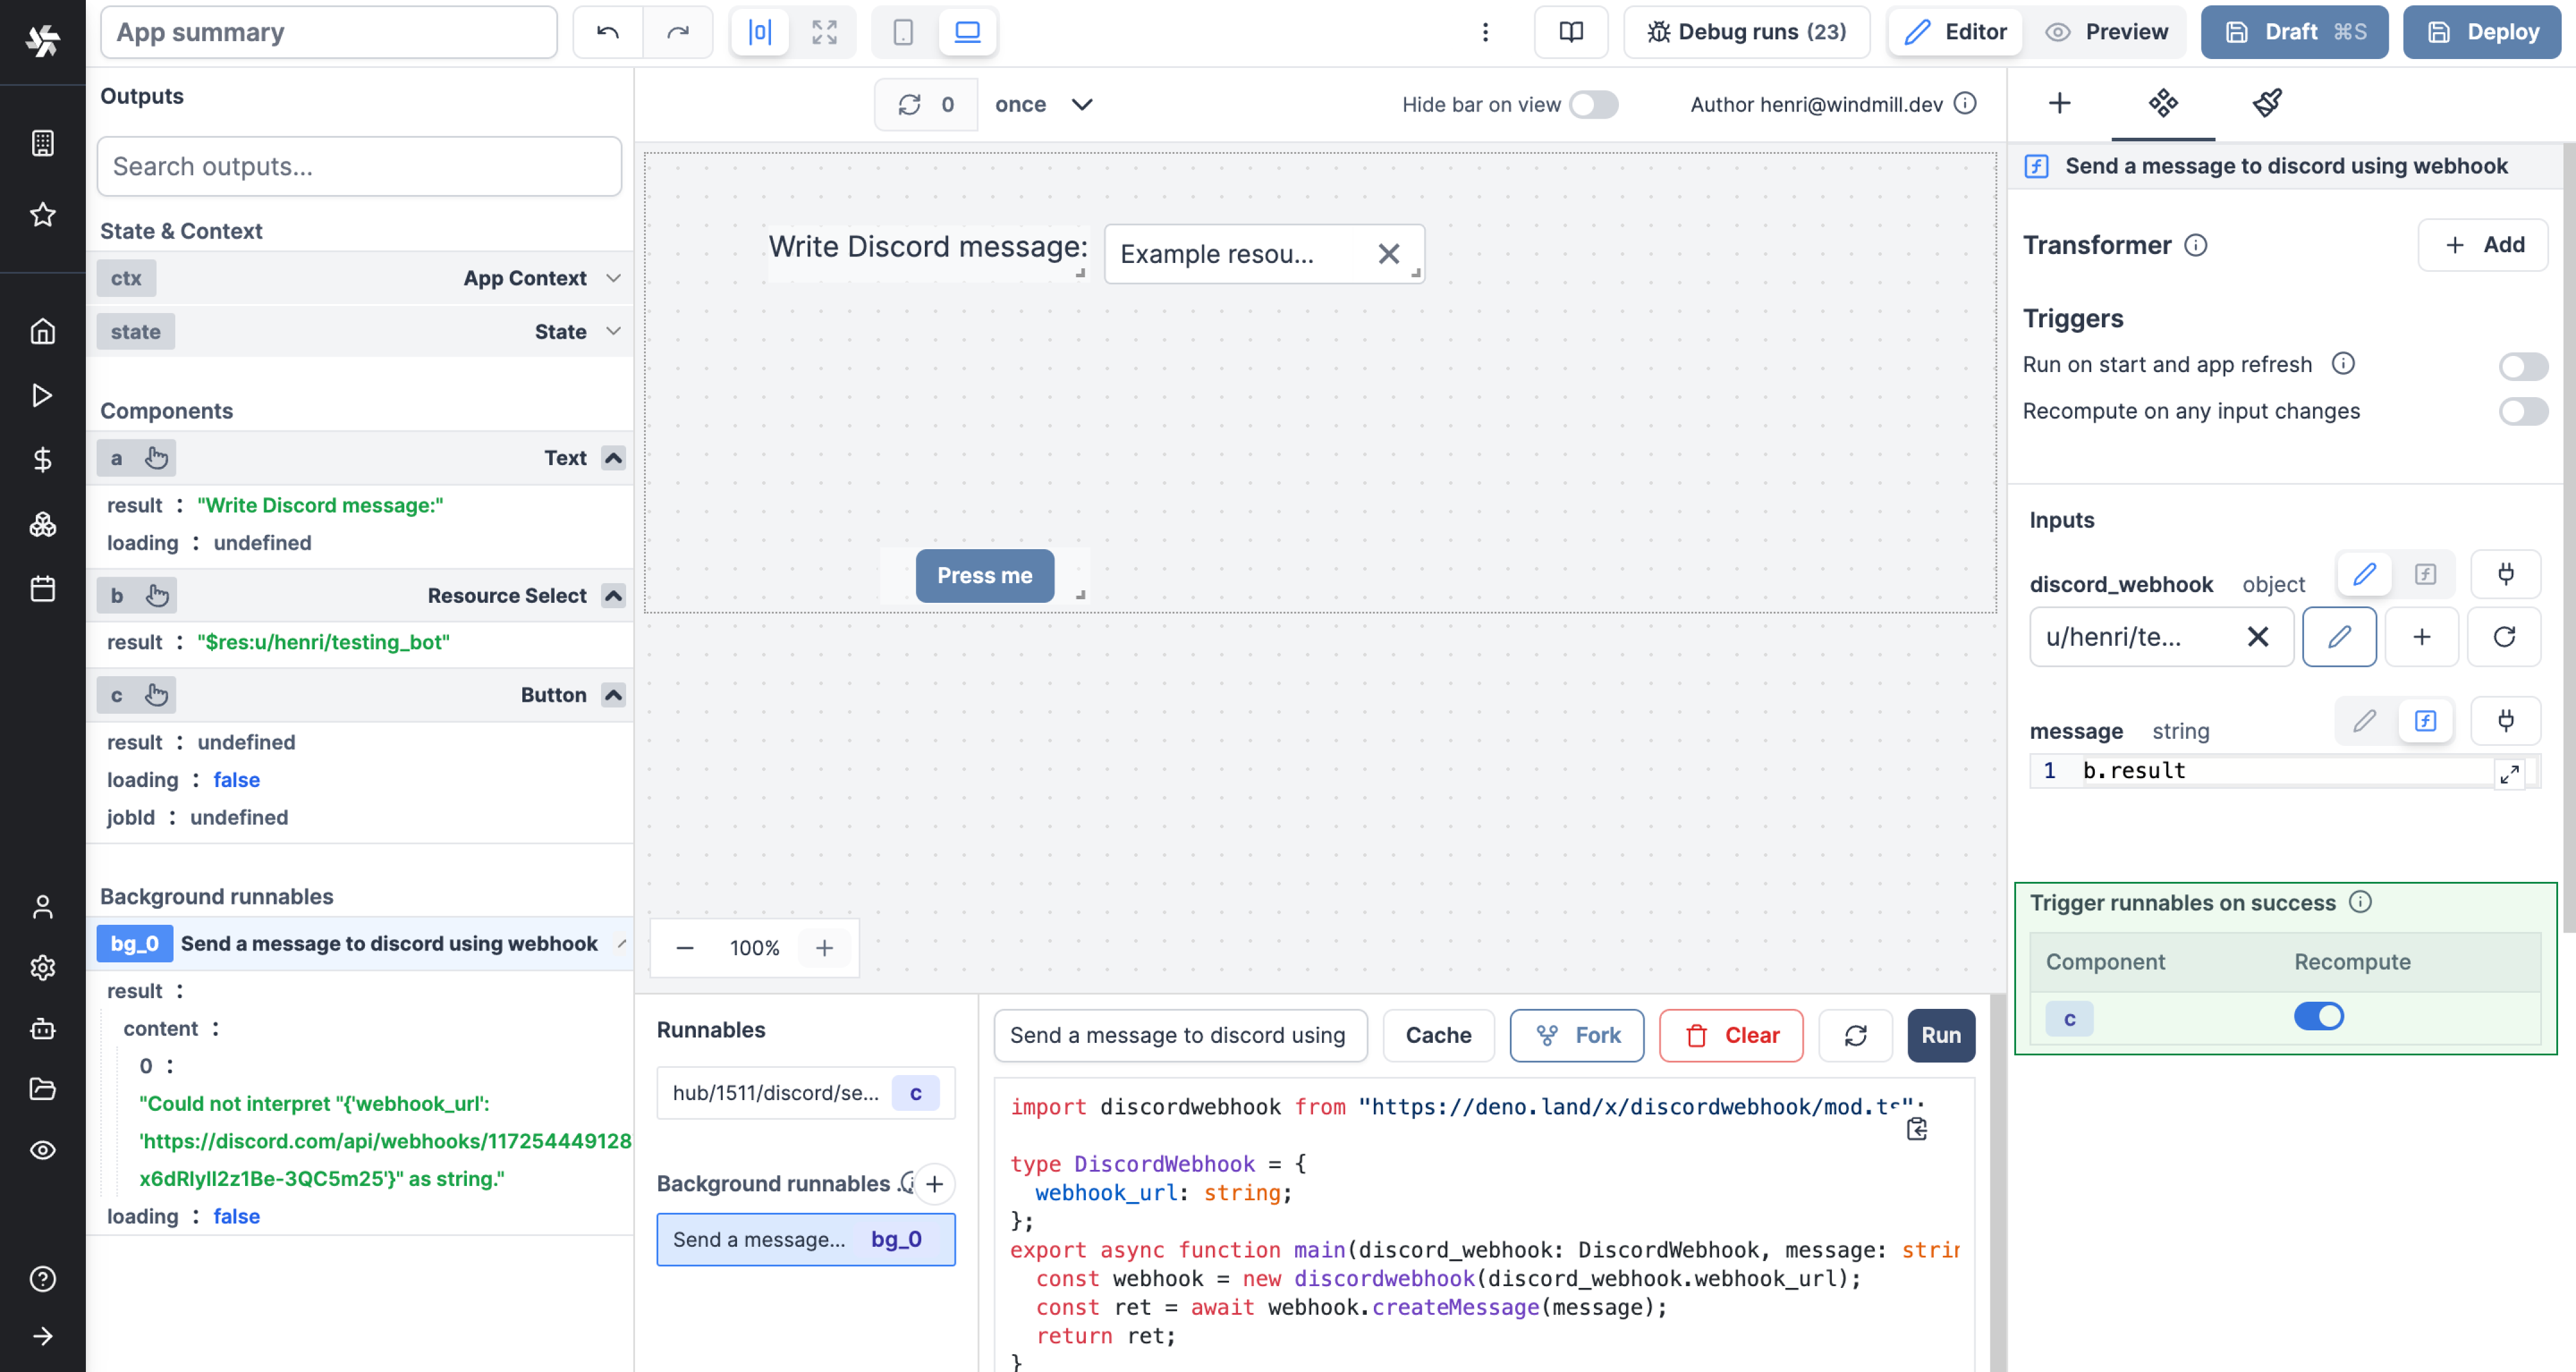 App summary
Debug runs (23)
Editor
Preview
Draft ⌘S
Deploy
Outputs
Search outputs...
State & Context
ctx App Context
state State
Components
a Text
result : "Write Discord message:"
loading : undefined
b Resource Select
result : "$res:u/henri/testing_bot"
c Button
result : undefined
loading : false
jobId : undefined
Background runnables
bg_0 Send a message to discord using webhook
result :
content :
0 :
"Could not interpret "{'webhook_url':
'https://discord.com/api/webhooks/117254449128
x6dRlyll2z1Be-3QC5m25'}" as string."
loading : false
0 once
Hide bar on view
Author henri@windmill.dev
Write Discord message:
Example resou...
Press me
100%
Runnables
hub/1511/discord/se... c
Background runnables
Send a message... bg_0
Send a message to discord using
Cache
Fork
Clear
Run
import discordwebhook from "https://deno.land/x/discordwebhook/mod.ts";
type DiscordWebhook = {
webhook_url: string;
};
export async function main(discord_webhook: DiscordWebhook, message: strin
const webhook = new discordwebhook(discord_webhook.webhook_url);
const ret = await webhook.createMessage(message);
return ret;
}
Send a message to discord using webhook
Transformer
Add
Triggers
Run on start and app refresh
Recompute on any input changes
Inputs
discord_webhook object
u/henri/te...
message string
1 b.result
Trigger runnables on success
Component Recompute
c